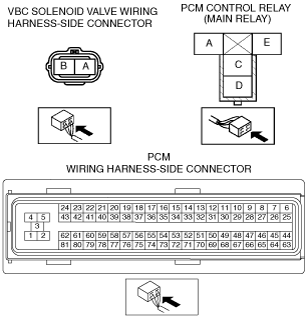 VBC SOLENOID VALVE WIRING
HARNESS-SIDE CONNECTOR
B A
PCM CONTROL RELAY
(MAIN RELAY)
A E
C
D
PCM
WIRING HARNESS-SIDE CONNECTOR
24 23 22 21 20 19 18 17 16 15 14 13 12 11 10 9 8 7 6
4 5 43 42 41 40 39 38 37 36 35 34 33 32 31 30 29 28 27 26 25
3
1 2 62 61 60 59 58 57 56 55 54 53 52 51 50 49 48 47 46 45 44
81 80 79 78 77 76 75 74 73 72 71 70 69 68 67 66 65 64 63